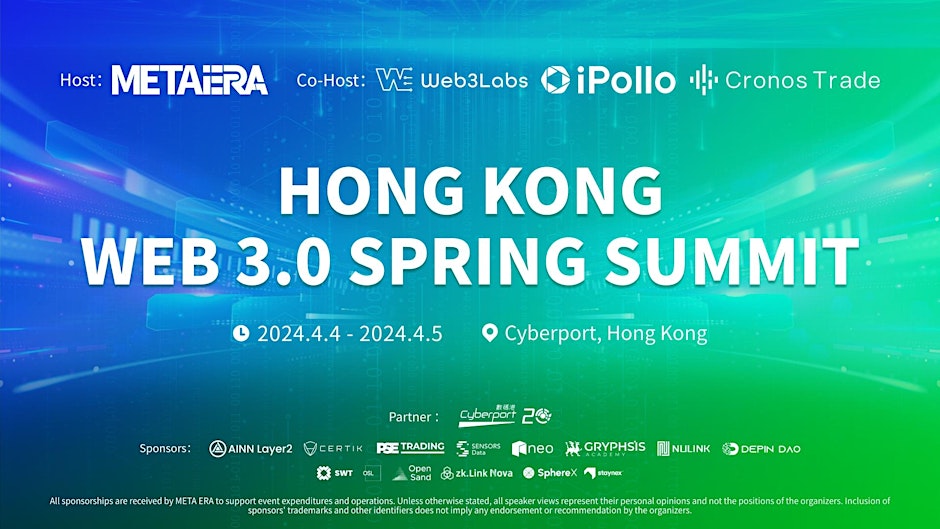 Host: METAERA Co-Host: Web3Labs iPollo Cronos Trade
HONG KONG
WEB 3.0 SPRING SUMMIT
2024.4.4 - 2024.4.5 Cyberport, Hong Kong
Partner : 數碼港 Cyberport 20
Sponsors: AINN Layer2 CERTIK PSE TRADING SENSORS Data neo GRYPHSIS ACADEMY NULINK DEPIN DAO
SWT OSL Open Sand zk.Link Nova SphereX staynex
All sponsorships are received by META ERA to support event expenditures and operations. Unless otherwise stated, all speaker views represent their personal opinions and not the positions of the organizers. Inclusion of
sponsors' trademarks and other identifiers does not imply any endorsement or recommendation by the organizers.